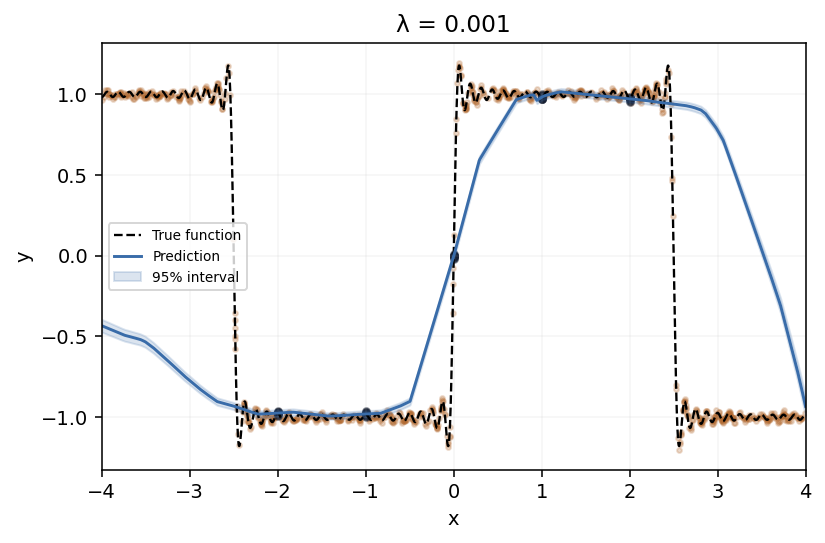 λ = 0.001
1.0
0.5
0.0
−0.5
−1.0
y
True function
Prediction
95% interval
−4 −3 −2 −1 0 1 2 3 4
x